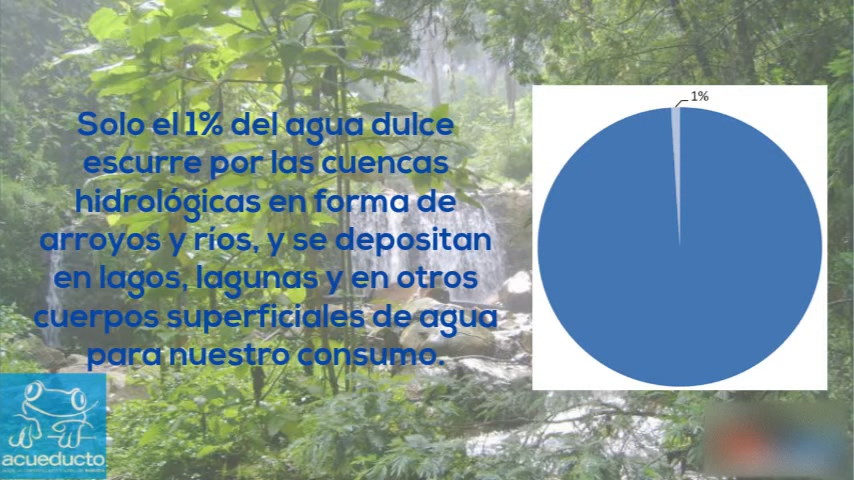 Solo el 1% del agua dulce
escurre por las cuencas
hidrológicas en forma de
arroyos y ríos, y se depositan
en lagos, lagunas y en otros
cuerpos superficiales de agua
para nuestro consumo.
1%
acueducto